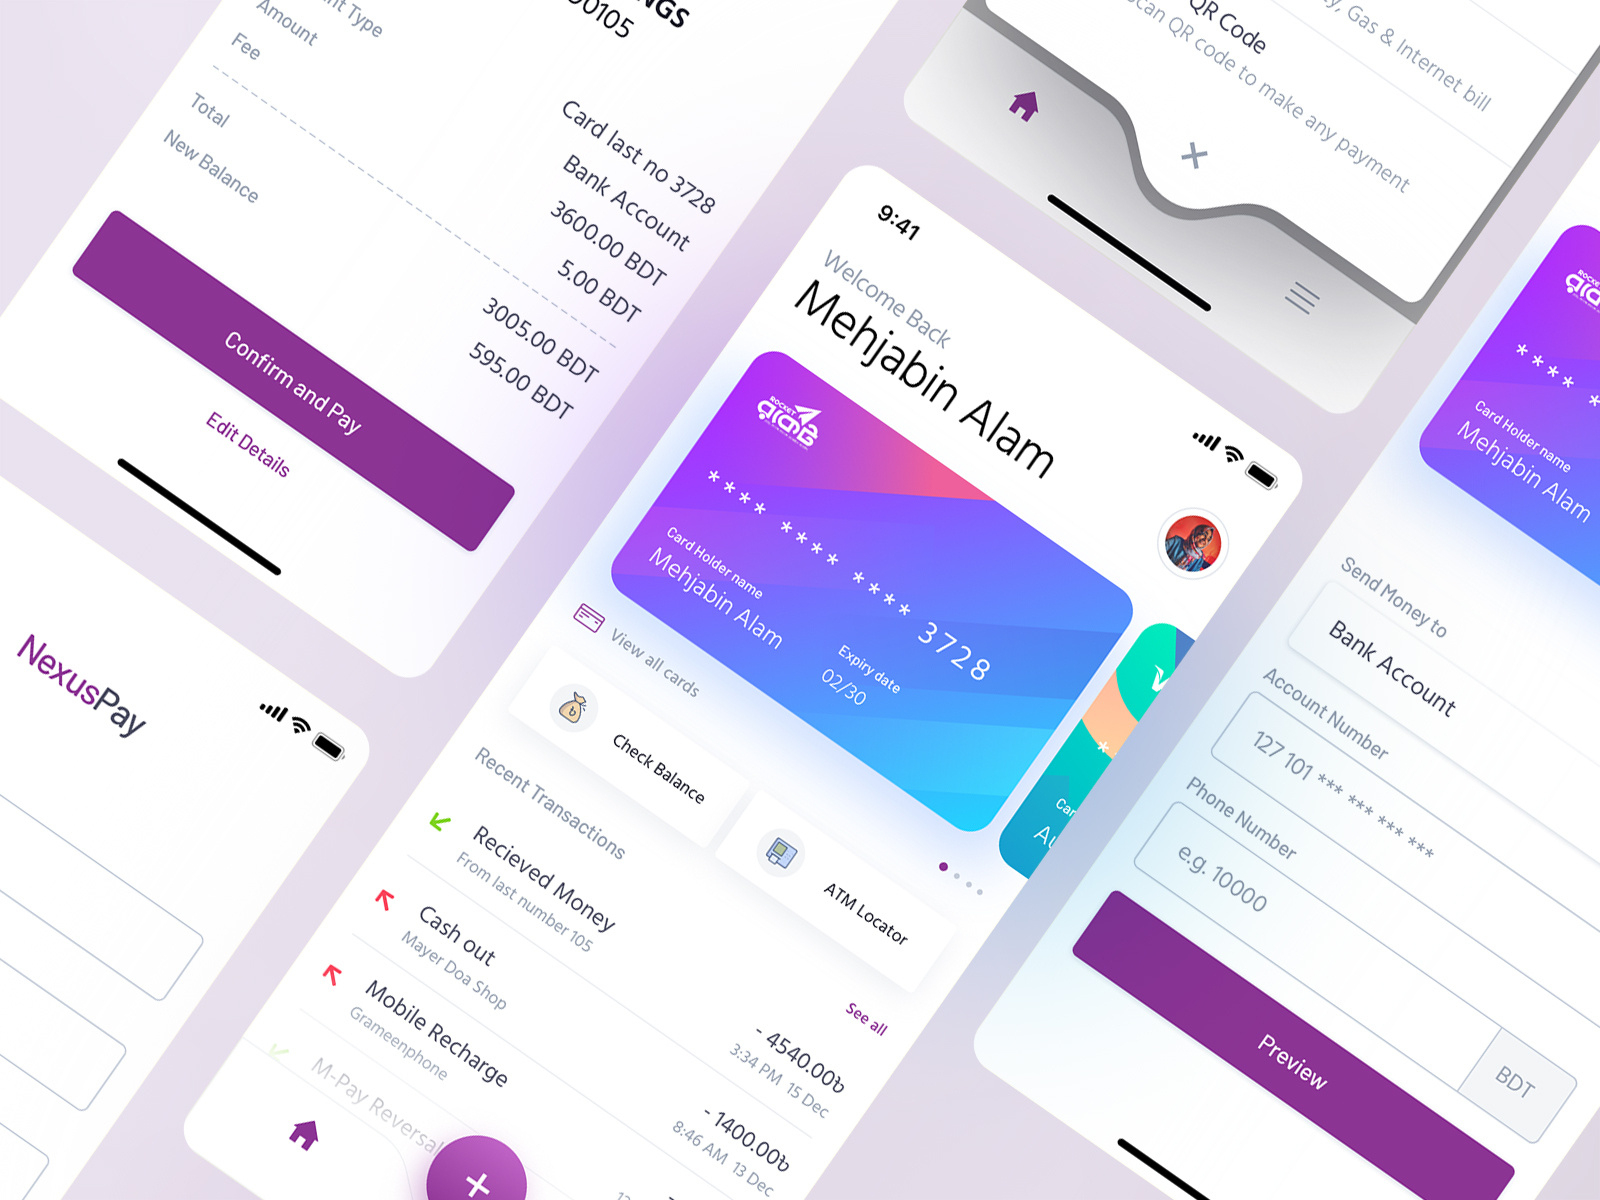 NGS
00105
nt Type
Amount
Fee
Total
New Balance
Card last no 3728
Bank Account
3600.00 BDT
5.00 BDT
3005.00 BDT
595.00 BDT
Confirm and Pay
Edit Details
NexusPay
QR Code
Scan QR code to make any payment
y, Gas & Internet bill
9:41
Welcome Back
Mehjabin Alam
ROCKET
রকেট
**** **** **** 3728
Card Holder name
Mehjabin Alam
Expiry date
02/30
View all cards
Check Balance
ATM Locator
*
Car
Au
Recent Transactions
See all
Recieved Money
From last number 105
- 4540.00৳
3:34 PM 15 Dec
Cash out
Mayer Doa Shop
- 1400.00৳
8:46 AM 13 Dec
Mobile Recharge
Grameenphone
12
M-Pay Reversal
ROCKET
**** *
Card Holder name
Mehjabin Alam
Send Money to
Bank Account
Account Number
127 101 *** *** *** ***
Phone Number
e.g. 10000
BDT
Preview